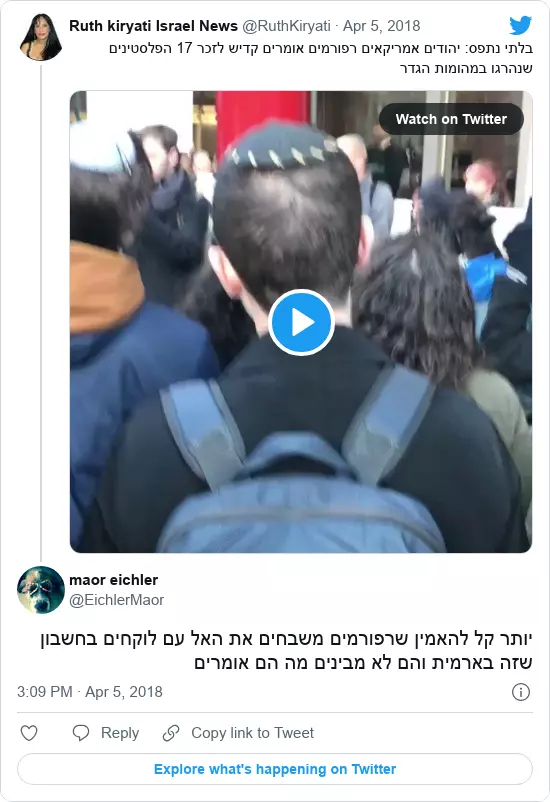 Ruth kiryati Israel News @RuthKiryati · Apr 5, 2018
בלתי נתפס: יהודים אמריקאים רפורמים אומרים קדיש לזכר 17 הפלסטינים
שנהרגו במהומות הגדר
Watch on Twitter
maor eichler
@EichlerMaor
יותר קל להאמין שרפורמים משבחים את האל עם לוקחים בחשבון
שזה בארמית והם לא מבינים מה הם אומרים
3:09 PM · Apr 5, 2018
Reply
Copy link to Tweet
Explore what's happening on Twitter